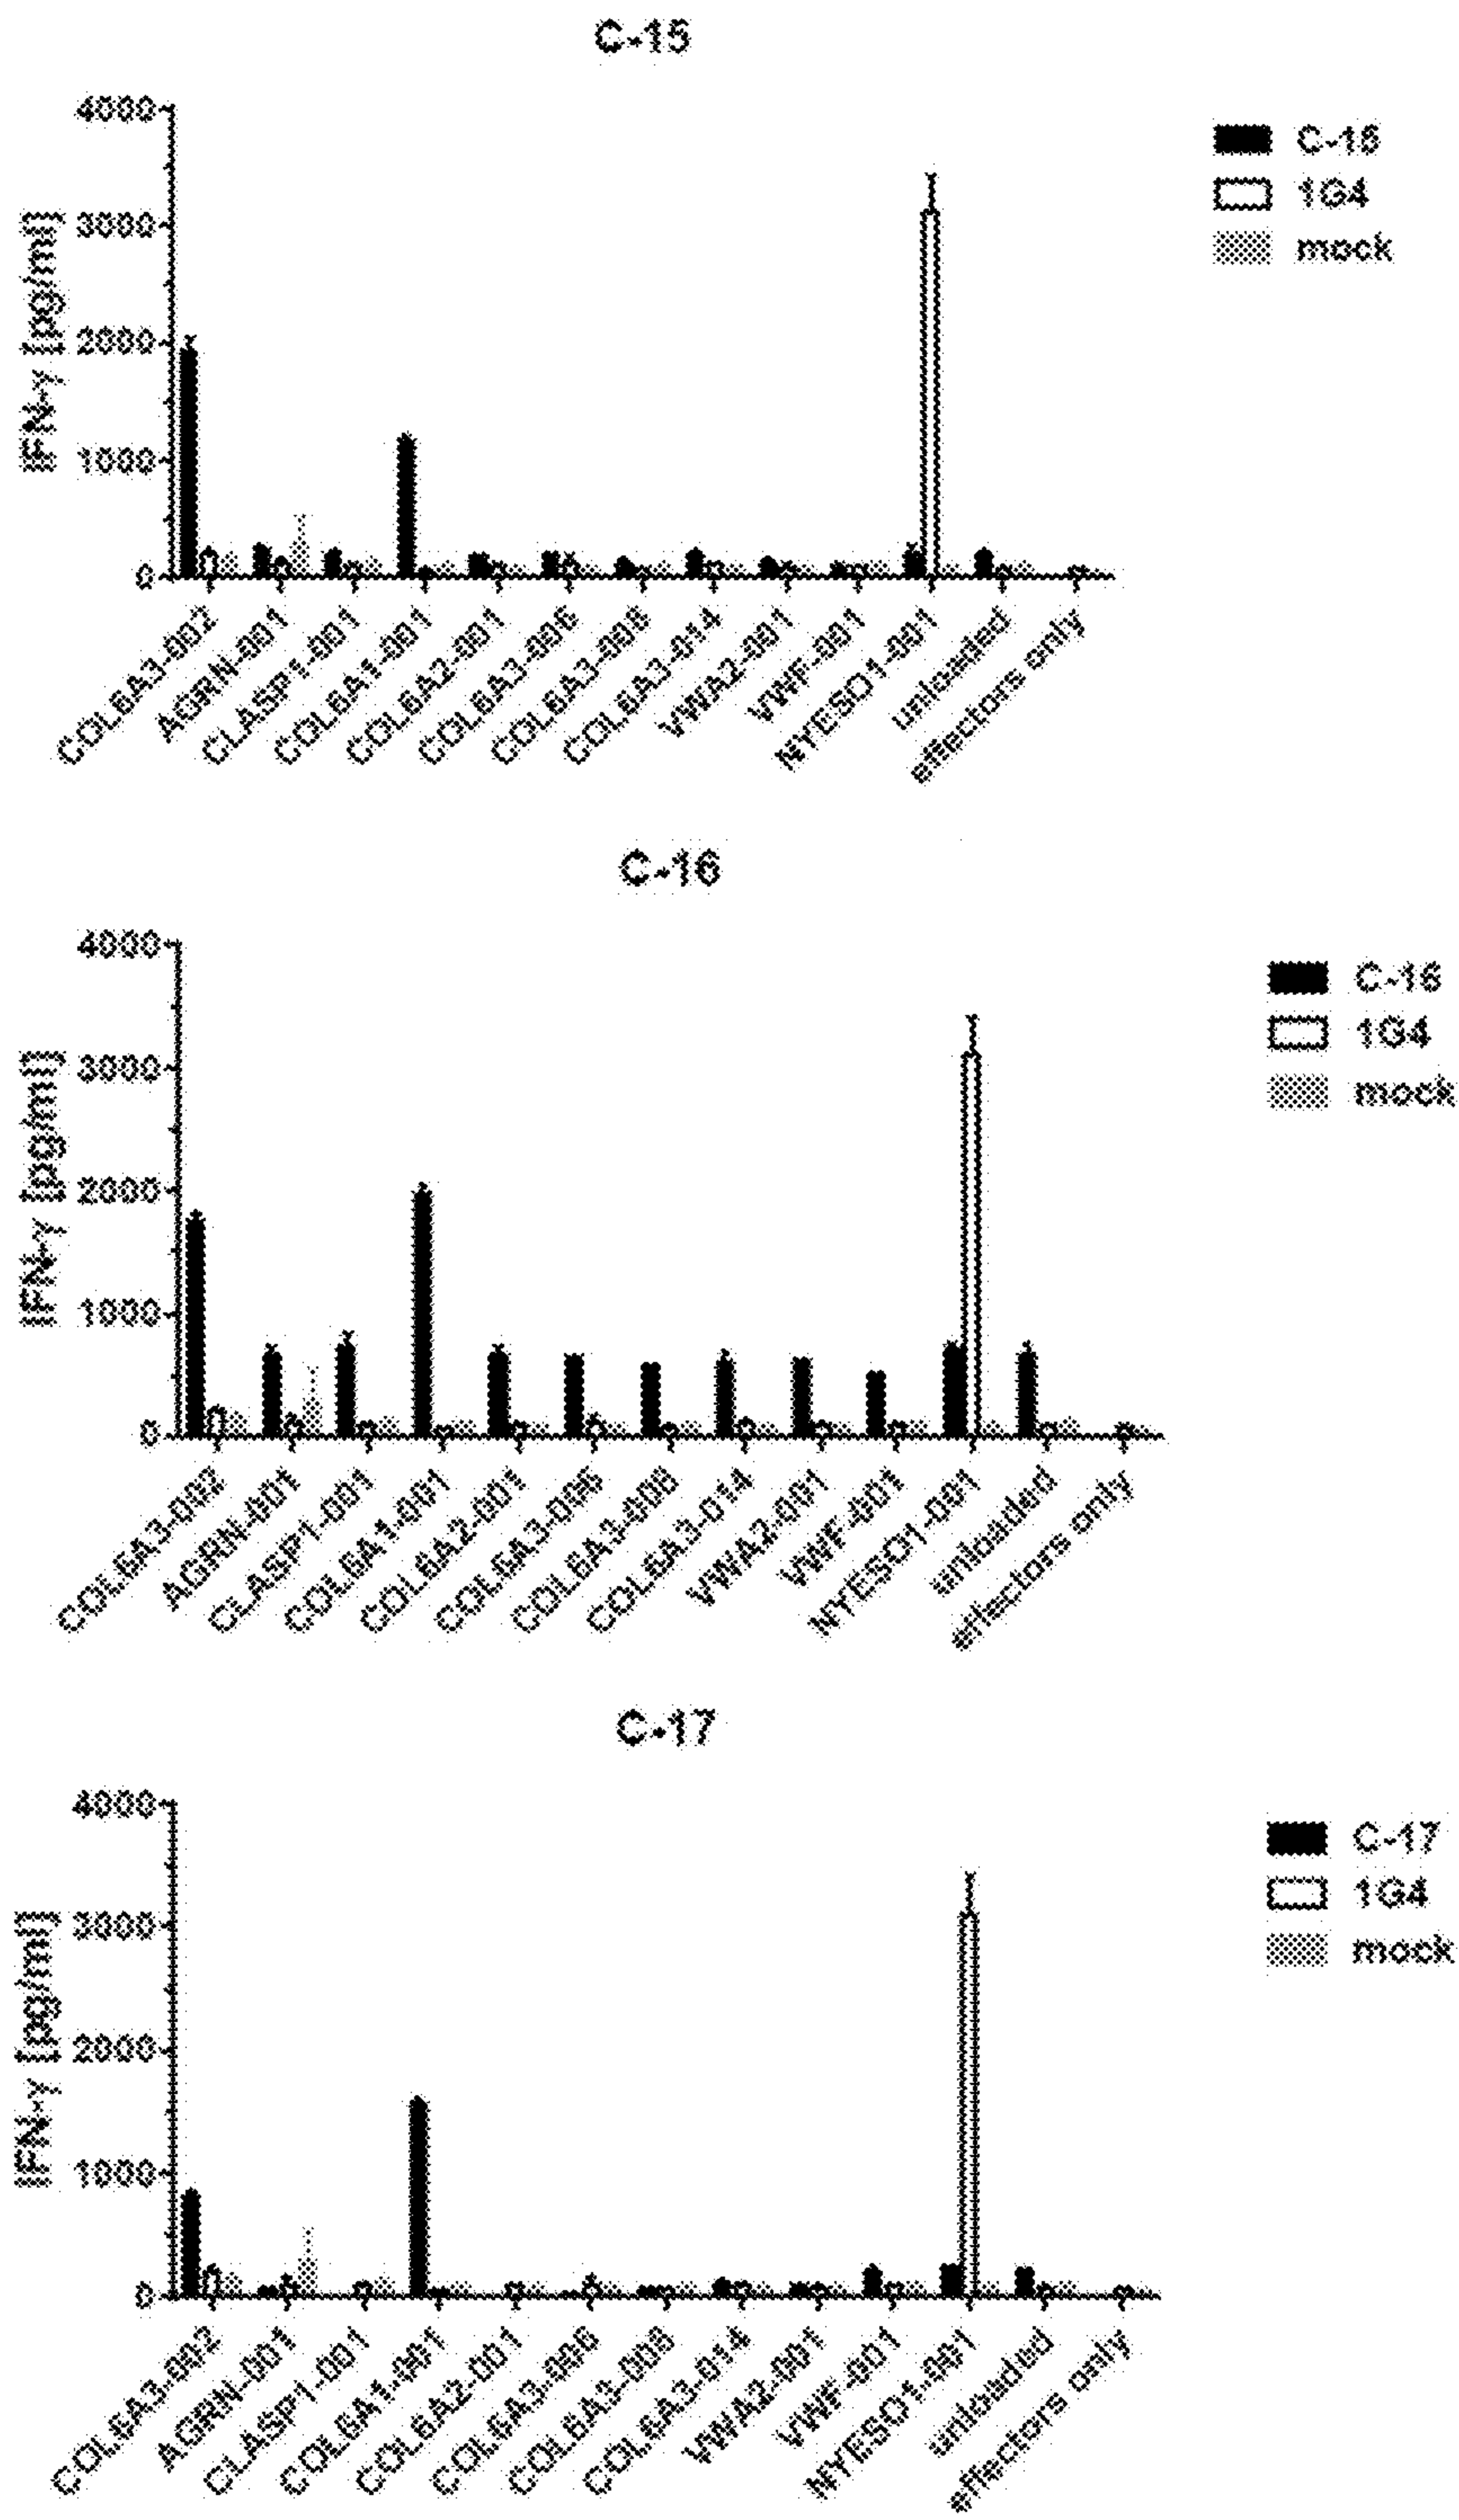 C-15
4000
3000
2000
1000
0
IFN-γ [pg/ml]
C-15
1G4
mock
COL6A3-002
AGRN-001
CLASP1-001
COL6A1-001
COL6A2-001
COL6A3-006
COL6A3-008
COL6A3-014
VWA2-001
VWF-001
NYESO1-001
unloaded
effectors only
C-16
4000
3000
2000
1000
0
IFN-γ [pg/ml]
C-16
1G4
mock
COL6A3-002
AGRN-001
CLASP1-001
COL6A1-001
COL6A2-001
COL6A3-006
COL6A3-008
COL6A3-014
VWA2-001
VWF-001
NYESO1-001
unloaded
effectors only
C-17
4000
3000
2000
1000
0
IFN-γ [pg/ml]
C-17
1G4
mock
COL6A3-002
AGRN-001
CLASP1-001
COL6A1-001
COL6A2-001
COL6A3-006
COL6A3-008
COL6A3-014
VWA2-001
VWF-001
NYESO1-001
unloaded
effectors only